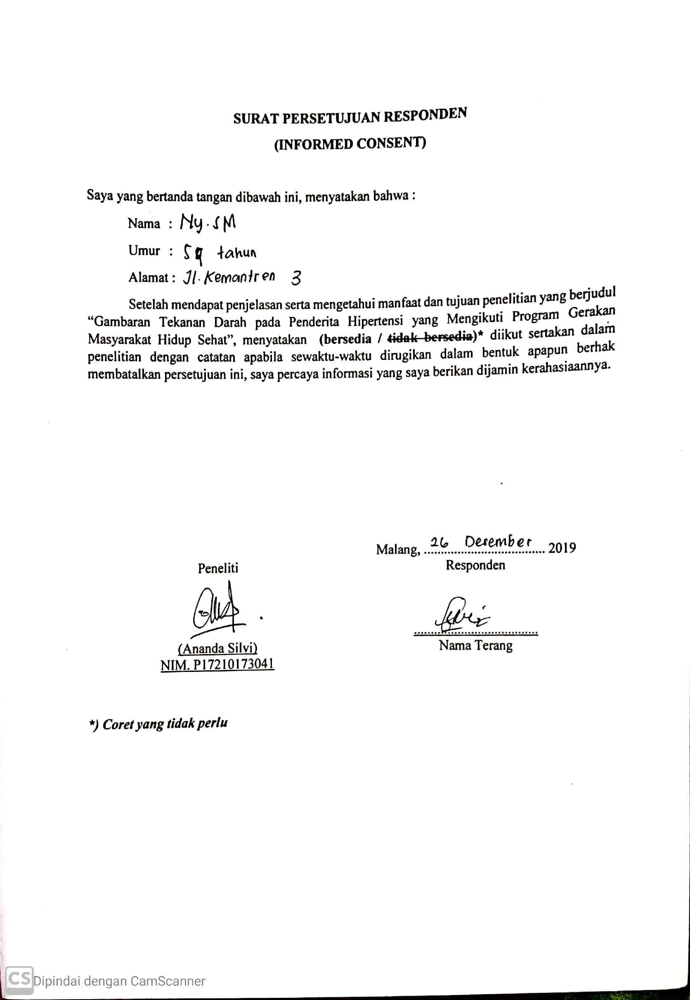 SURAT PERSETUJUAN RESPONDEN
(INFORMED CONSENT)
Saya yang bertanda tangan dibawah ini, menyatakan bahwa :
Nama : Ny. SM
Umur : 59 tahun
Alamat : Jl. Kemantren 3
Setelah mendapat penjelasan serta mengetahui manfaat dan tujuan penelitian yang berjudul
“Gambaran Tekanan Darah pada Penderita Hipertensi yang Mengikuti Program Gerakan
Masyarakat Hidup Sehat”, menyatakan (bersedia / tidak bersedia)* diikut sertakan dalam
penelitian dengan catatan apabila sewaktu-waktu dirugikan dalam bentuk apapun berhak
membatalkan persetujuan ini, saya percaya informasi yang saya berikan dijamin kerahasiaannya.
Malang, 26 Desember 2019
Peneliti
Responden
(Ananda Silvi)
NIM. P17210173041
Nama Terang
*) Coret yang tidak perlu
CS Dipindai dengan CamScanner